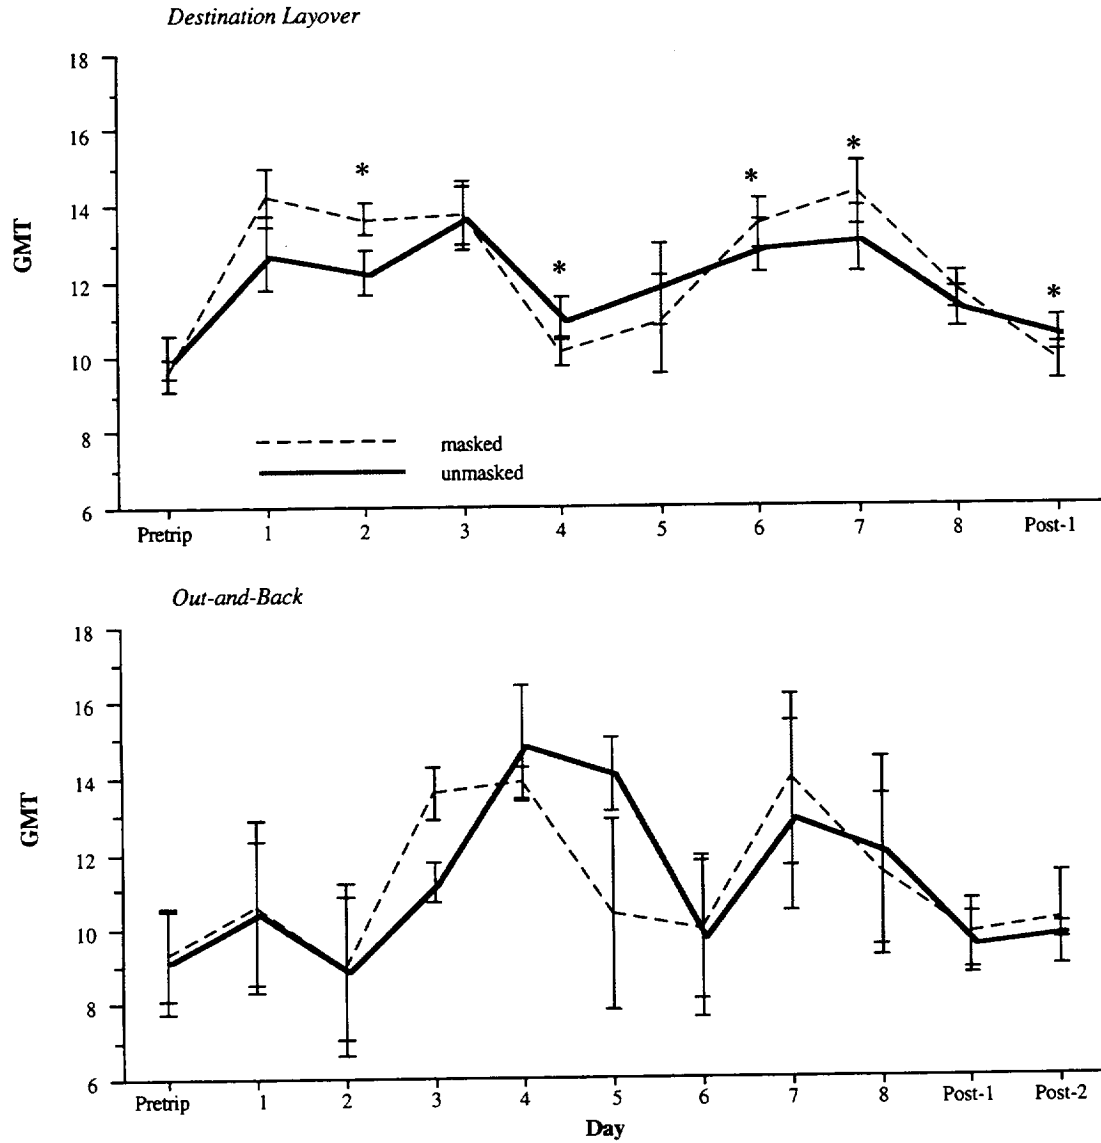 Destination Layover
18
16
14
12
10
8
6
GMT
*
*
*
*
*
masked
unmasked
Pretrip 1 2 3 4 5 6 7 8 Post-1
Out-and-Back
18
16
14
12
10
8
6
GMT
Pretrip 1 2 3 4 5 6 7 8 Post-1 Post-2
Day